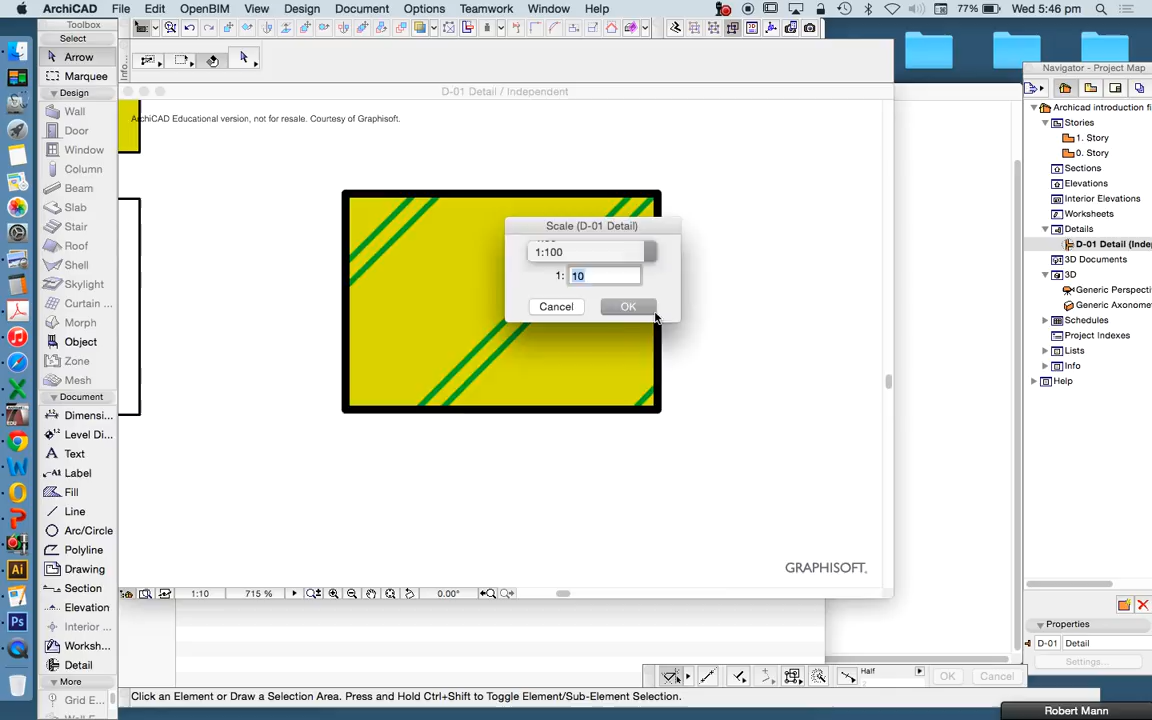 ArchiCAD File Edit OpenBIM View Design Document Options Teamwork Window Help 77% Wed 5:46 pm
Toolbox
Select
Arrow
Marquee
Design
Wall
Door
Window
Column
Beam
Slab
Stair
Roof
Shell
Skylight
Curtain ...
Morph
Object
Zone
Mesh
Document
Dimensi...
Level Di...
Text
Label
Fill
Line
Arc/Circle
Polyline
Drawing
Section
Elevation
Interior ...
Worksh...
Detail
More
Grid E...
Info...
D-01 Detail / Independent
ArchiCAD Educational version, not for resale. Courtesy of Graphisoft.
Scale (D-01 Detail)
1:100
1: 10
Cancel OK
GRAPHISOFT.
1:10 715 % 0.00°
Half OK Cancel
Click an Element or Draw a Selection Area. Press and Hold Ctrl+Shift to Toggle Element/Sub-Element Selection.
Navigator - Project Map
Archicad introduction fi
Stories
1. Story
0. Story
Sections
Elevations
Interior Elevations
Worksheets
Details
D-01 Detail (Inde
3D Documents
3D
Generic Perspecti
Generic Axonome
Schedules
Project Indexes
Lists
Info
Help
Properties
D-01 Detail
Settings...
Robert Mann